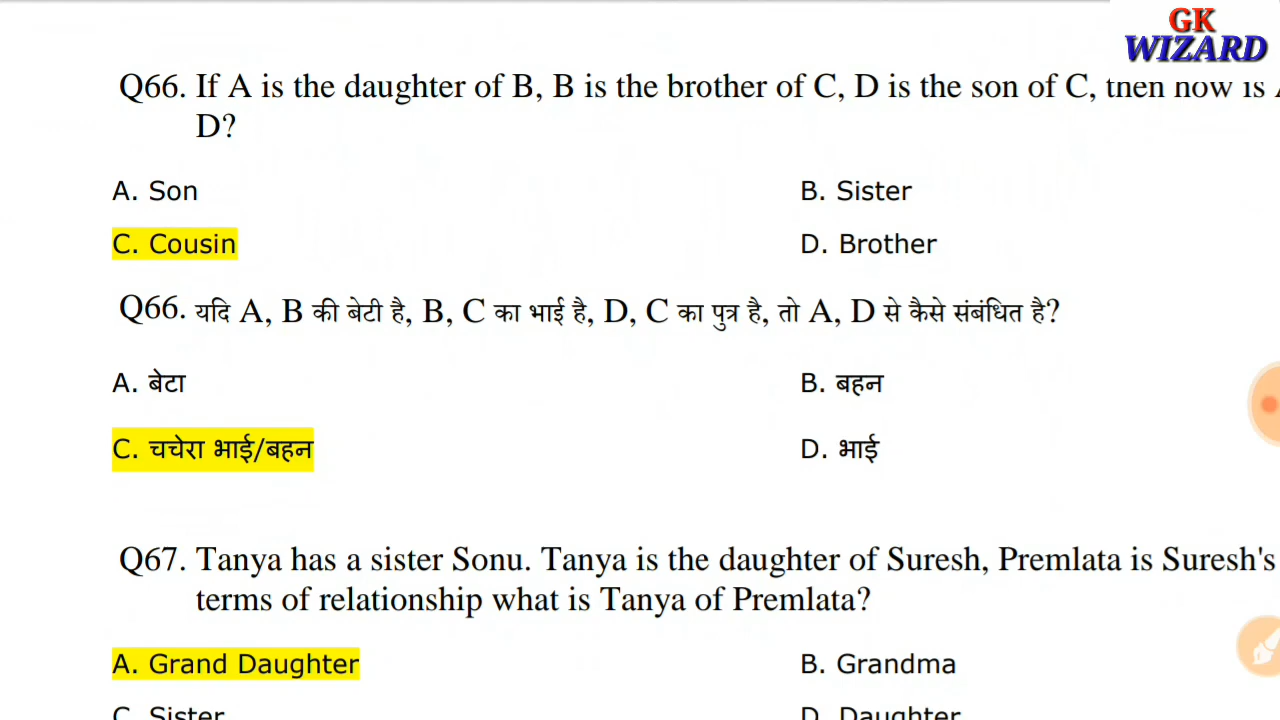 GK
WIZARD
Q66. If A is the daughter of B, B is the brother of C, D is the son of C, then how is
D?
A. Son
B. Sister
C. Cousin
D. Brother
Q66. यदि A, B की बेटी है, B, C का भाई है, D, C का पुत्र है, तो A, D से कैसे संबंधित है?
A. बेटा
B. बहन
C. चचेरा भाई/बहन
D. भाई
Q67. Tanya has a sister Sonu. Tanya is the daughter of Suresh, Premlata is Suresh's
terms of relationship what is Tanya of Premlata?
A. Grand Daughter
B. Grandma
C. Sister
D. Daughter